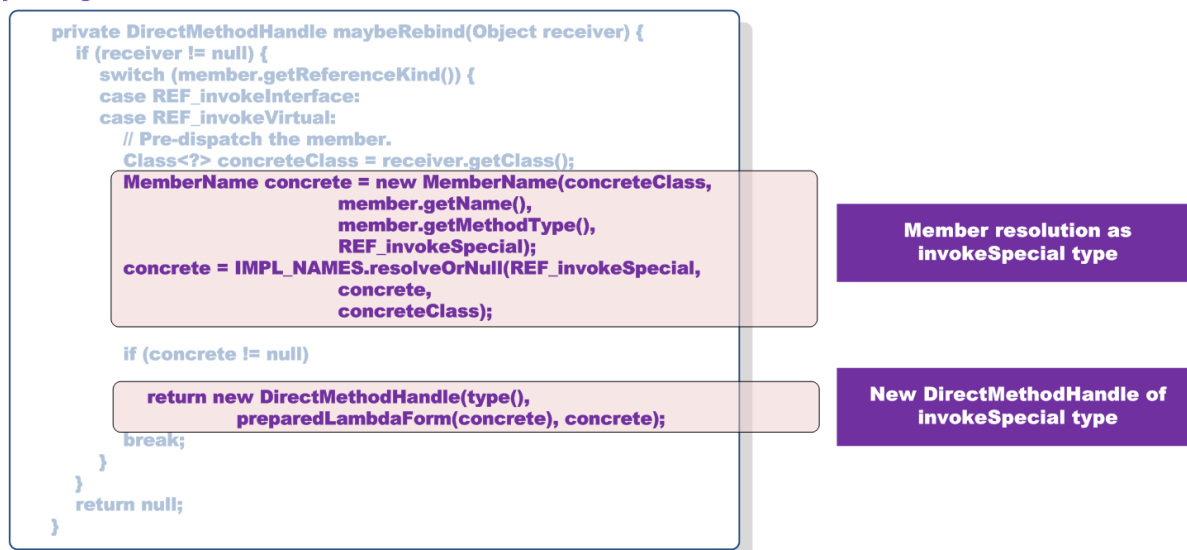 private DirectMethodHandle maybeRebind(Object receiver) {
if (receiver != null) {
switch (member.getReferenceKind()) {
case REF_invokeInterface:
case REF_invokeVirtual:
// Pre-dispatch the member.
Class<?> concreteClass = receiver.getClass();
MemberName concrete = new MemberName(concreteClass,
member.getName(),
member.getMethodType(),
REF_invokeSpecial);
concrete = IMPL_NAMES.resolveOrNull(REF_invokeSpecial,
concrete,
concreteClass);
Member resolution as
invokeSpecial type
if (concrete != null)
return new DirectMethodHandle(type(),
preparedLambdaForm(concrete), concrete);
New DirectMethodHandle of
invokeSpecial type
break;
}
}
return null;
}